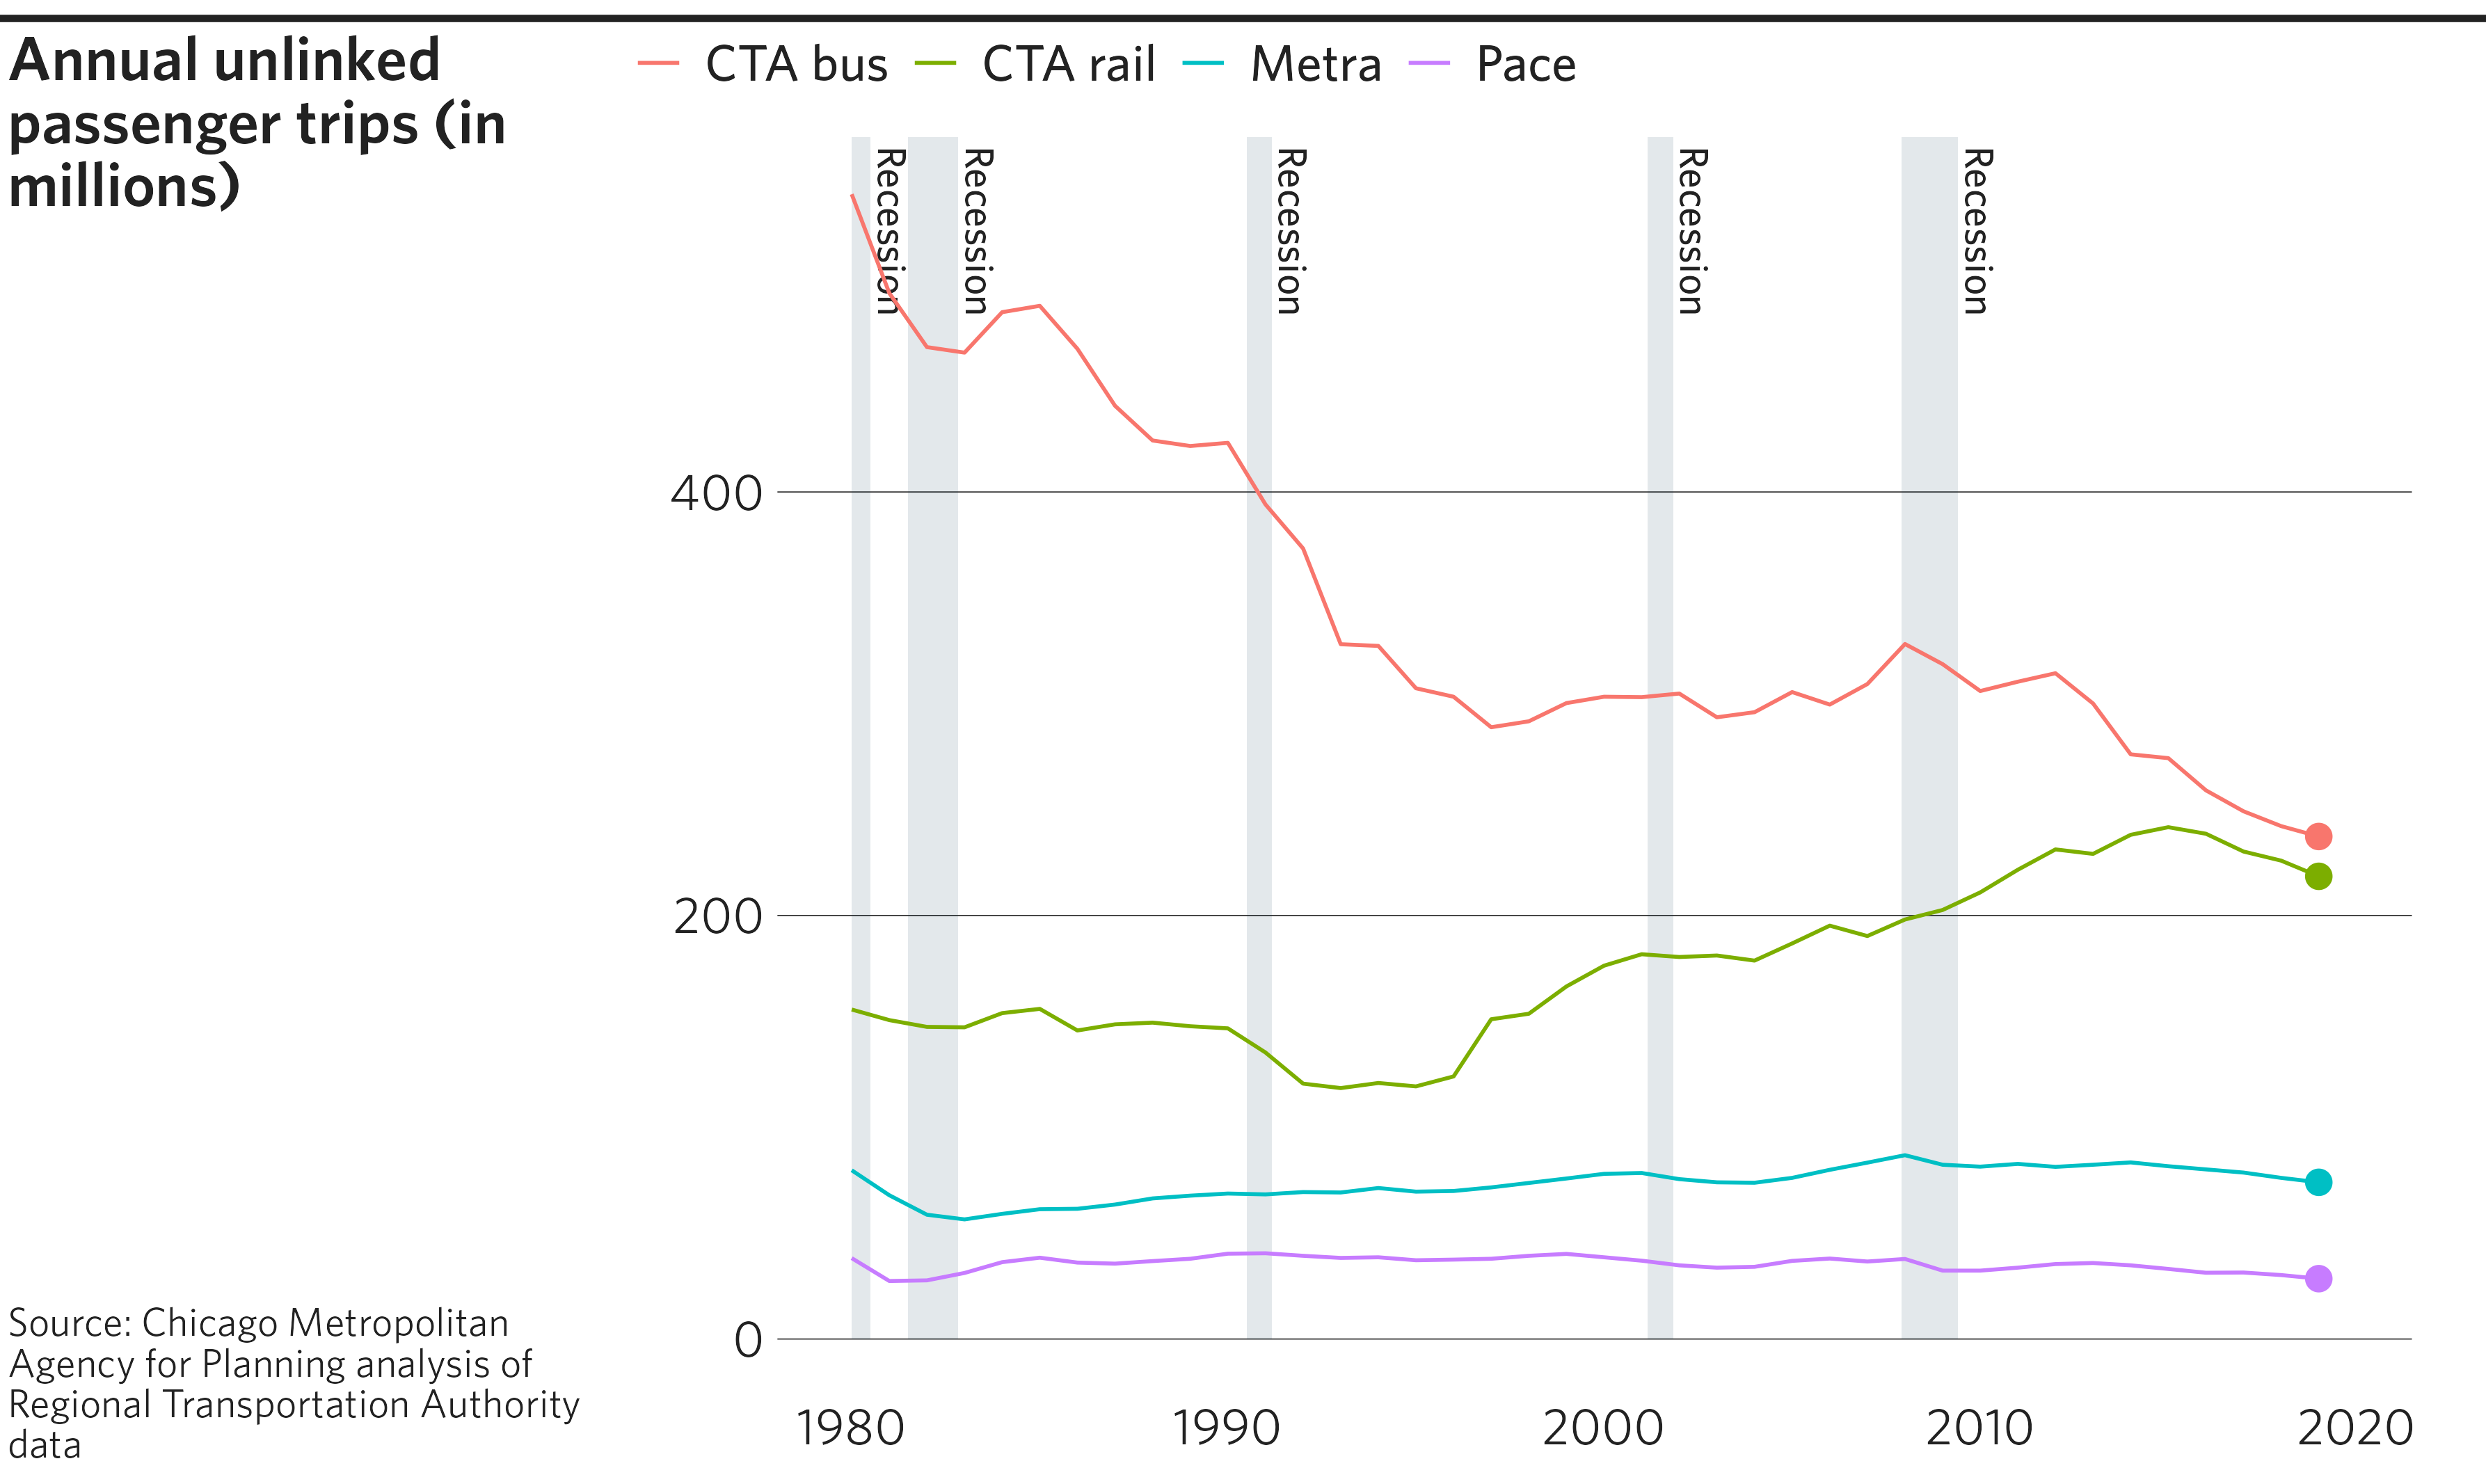 Annual unlinked
passenger trips (in
millions)
CTA bus CTA rail Metra Pace
Recession Recession Recession Recession Recession
400
200
0
1980 1990 2000 2010 2020
Source: Chicago Metropolitan
Agency for Planning analysis of
Regional Transportation Authority
data